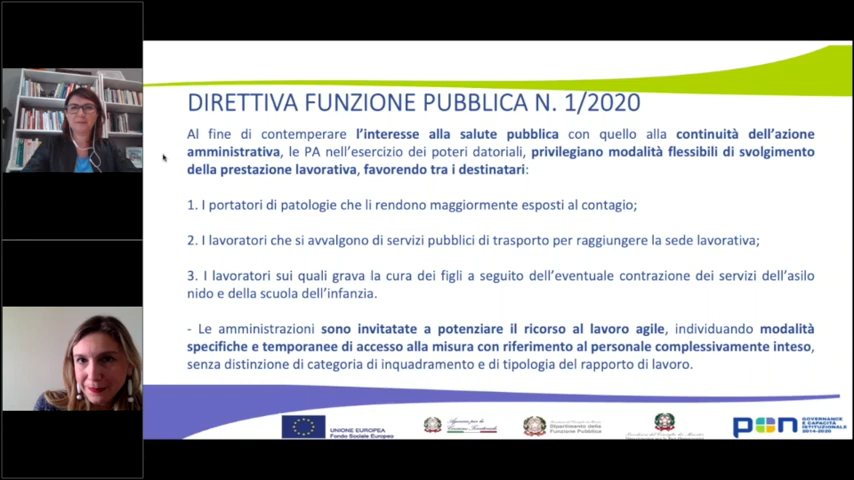 DIRETTIVA FUNZIONE PUBBLICA N. 1/2020
Al fine di contemperare l'interesse alla salute pubblica con quello alla continuità dell'azione
amministrativa, le PA nell'esercizio dei poteri datoriali, privilegiano modalità flessibili di svolgimento
della prestazione lavorativa, favorendo tra i destinatari:
1. I portatori di patologie che li rendono maggiormente esposti al contagio;
2. I lavoratori che si avvalgono di servizi pubblici di trasporto per raggiungere la sede lavorativa;
3. I lavoratori sui quali grava la cura dei figli a seguito dell'eventuale contrazione dei servizi dell'asilo
nido e della scuola dell'infanzia.
- Le amministrazioni sono invitatate a potenziare il ricorso al lavoro agile, individuando modalità
specifiche e temporanee di accesso alla misura con riferimento al personale complessivamente inteso,
senza distinzione di categoria di inquadramento e di tipologia del rapporto di lavoro.
UNIONE EUROPEA
Fondo Sociale Europeo
Agenzia per la
Coesione Territoriale
Dipartimento della
Funzione Pubblica
pon
GOVERNANCE
E CAPACITÀ
ISTITUZIONALE
2014-2020